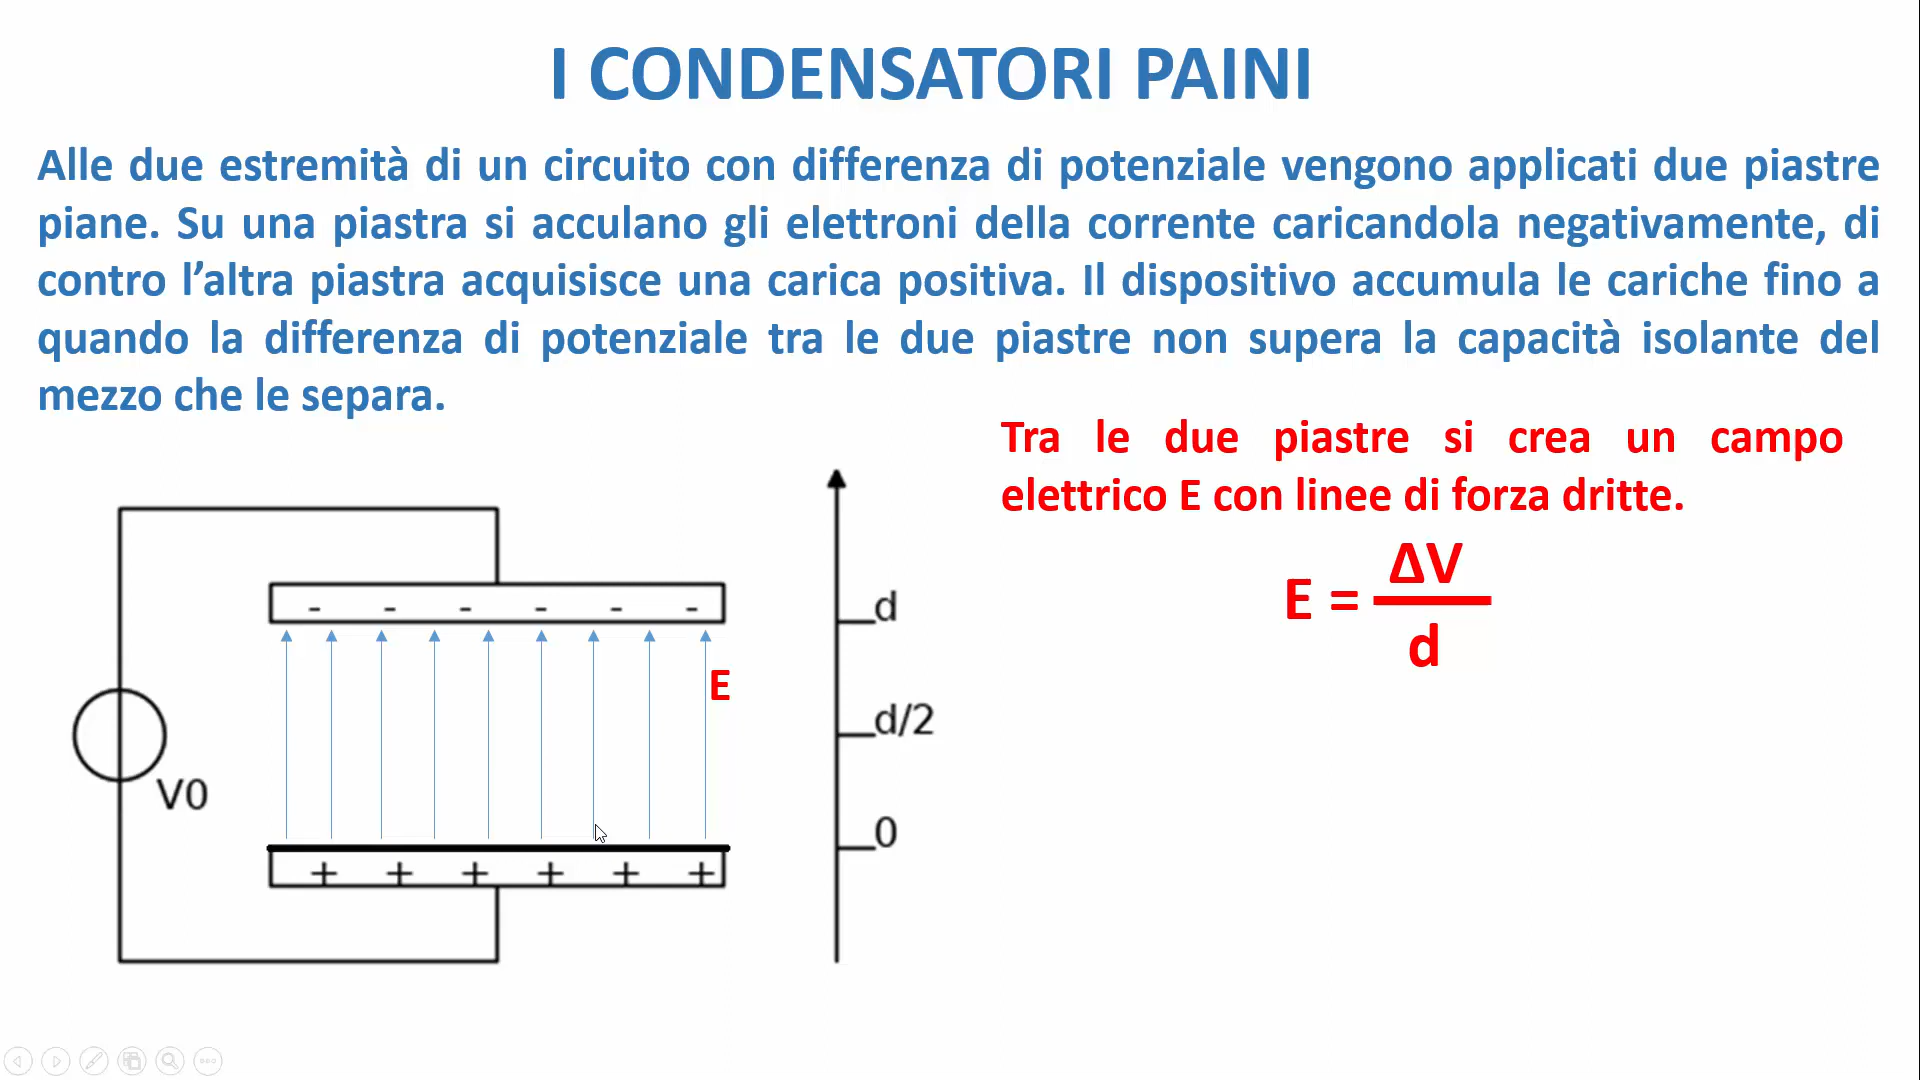 I CONDENSATORI PAINI
Alle due estremità di un circuito con differenza di potenziale vengono applicati due piastre
piane. Su una piastra si acculano gli elettroni della corrente caricandola negativamente, di
contro l’altra piastra acquisisce una carica positiva. Il dispositivo accumula le cariche fino a
quando la differenza di potenziale tra le due piastre non supera la capacità isolante del
mezzo che le separa.
Tra le due piastre si crea un campo
elettrico E con linee di forza dritte.
ΔV
E =
d
- - - - - -
d
E
d/2
V0
0
+ + + + + +